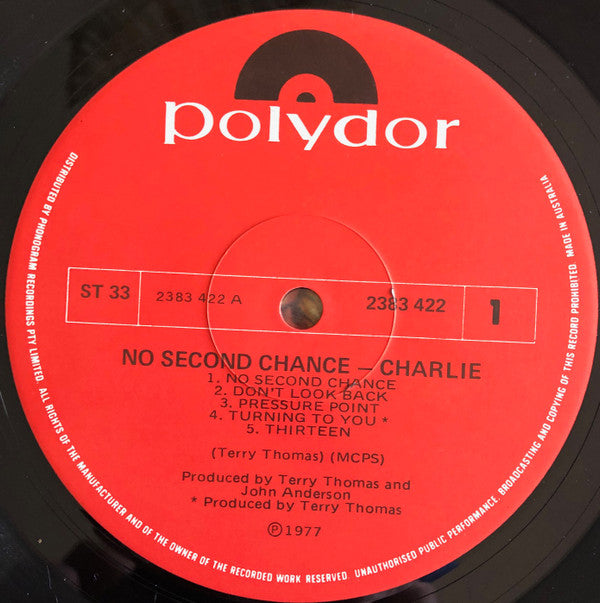 polydor
ST 33
2383 422 A
2383 422
1
NO SECOND CHANCE – CHARLIE
1. NO SECOND CHANCE
2. DON'T LOOK BACK
3. PRESSURE POINT
4. TURNING TO YOU *
5. THIRTEEN
(Terry Thomas) (MCPS)
Produced by Terry Thomas and
John Anderson
* Produced by Terry Thomas
Ⓟ1977
DISTRIBUTED BY PHONOGRAM RECORDINGS PTY LIMITED. ALL RIGHTS OF THE MANUFACTURER AND OF THE OWNER OF THE RECORDED WORK RESERVED. UNAUTHORISED PUBLIC PERFORMANCE, BROADCASTING AND COPYING OF THIS RECORD PROHIBITED. MADE IN AUSTRALIA